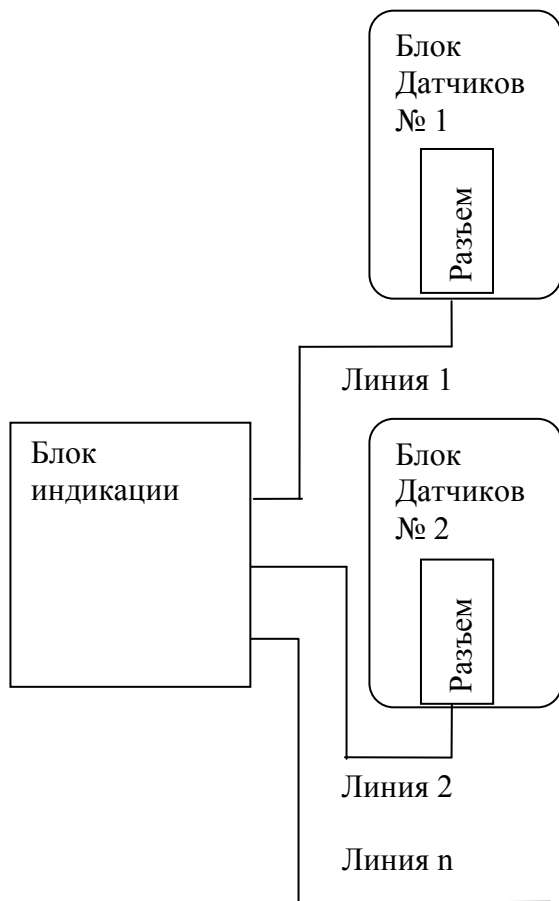 Блок
Датчиков
№ 1
Разъем
Линия 1
Блок
индикации
Блок
Датчиков
№ 2
Разъем
Линия 2
Линия n